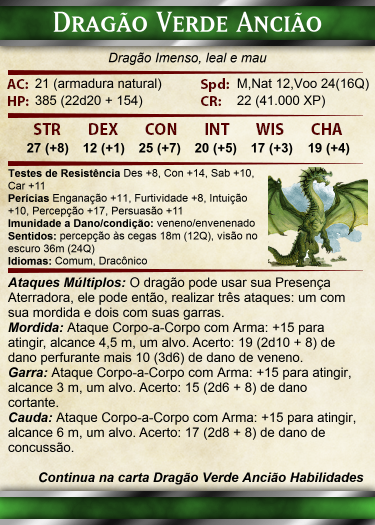 Dragão Verde Ancião
Dragão Imenso, leal e mau
AC: 21 (armadura natural) Spd: M,Nat 12,Voo 24(16Q)
HP: 385 (22d20 + 154) CR: 22 (41.000 XP)
STR DEX CON INT WIS CHA
27 (+8) 12 (+1) 25 (+7) 20 (+5) 17 (+3) 19 (+4)
Testes de Resistência Des +8, Con +14, Sab +10,
Car +11
Perícias Enganação +11, Furtividade +8, Intuição
+10, Percepção +17, Persuasão +11
Imunidade a Dano/condição: veneno/envenenado
Sentidos: percepção às cegas 18m (12Q), visão no
escuro 36m (24Q)
Idiomas: Comum, Dracônico
Ataques Múltiplos: O dragão pode usar sua Presença
Aterradora, ele pode então, realizar três ataques: um com
sua mordida e dois com suas garras.
Mordida: Ataque Corpo-a-Corpo com Arma: +15 para
atingir, alcance 4,5 m, um alvo. Acerto: 19 (2d10 + 8) de
dano perfurante mais 10 (3d6) de dano de veneno.
Garra: Ataque Corpo-a-Corpo com Arma: +15 para atingir,
alcance 3 m, um alvo. Acerto: 15 (2d6 + 8) de dano
cortante.
Cauda: Ataque Corpo-a-Corpo com Arma: +15 para atingir,
alcance 6 m, um alvo. Acerto: 17 (2d8 + 8) de dano de
concussão.
Continua na carta Dragão Verde Ancião Habilidades